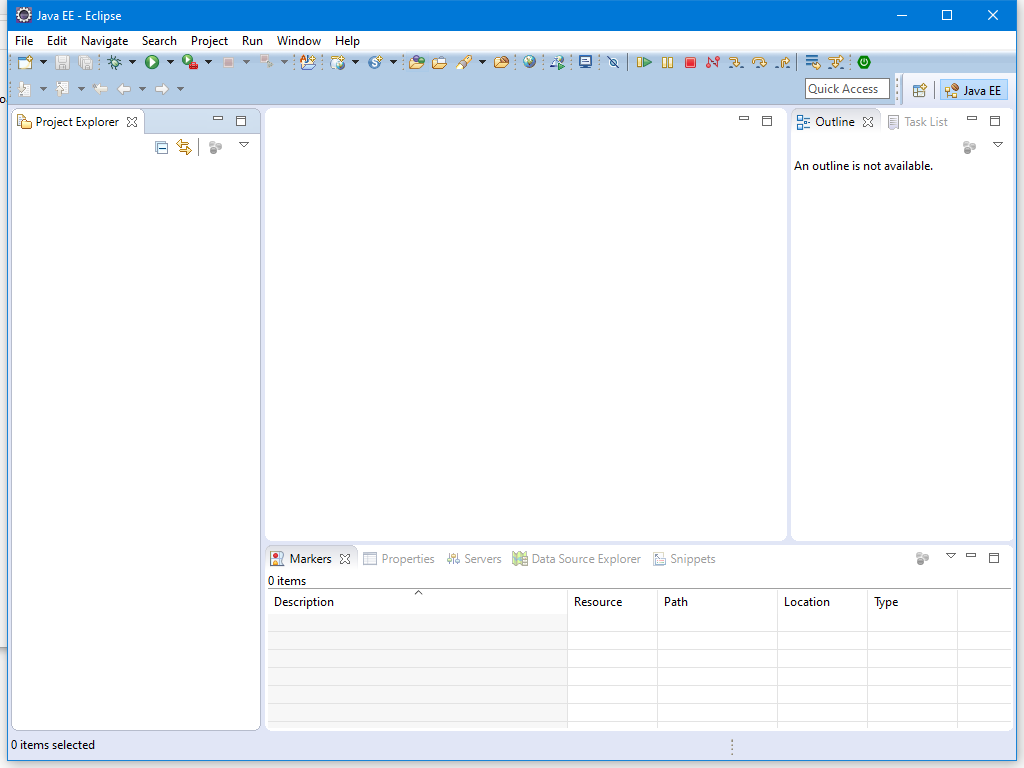 Java EE - Eclipse
File Edit Navigate Search Project Run Window Help
Quick Access
Java EE
Project Explorer
Outline Task List
An outline is not available.
Markers Properties Servers Data Source Explorer Snippets
0 items
Description Resource Path Location Type
0 items selected